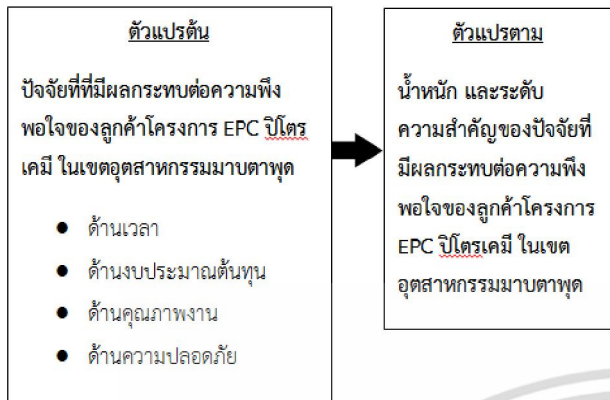 ตัวแปรต้น
ปัจจัยที่ที่มีผลกระทบต่อความพึง
พอใจของลูกค้าโครงการ EPC ปิโตร
เคมี ในเขตอุตสาหกรรมมาบตาพุด
● ด้านเวลา
● ด้านงบประมาณต้นทุน
● ด้านคุณภาพงาน
● ด้านความปลอดภัย
ตัวแปรตาม
น้ำหนัก และระดับ
ความสำคัญของปัจจัยที่
มีผลกระทบต่อความพึง
พอใจของลูกค้าโครงการ
EPC ปิโตรเคมี ในเขต
อุตสาหกรรมมาบตาพุด